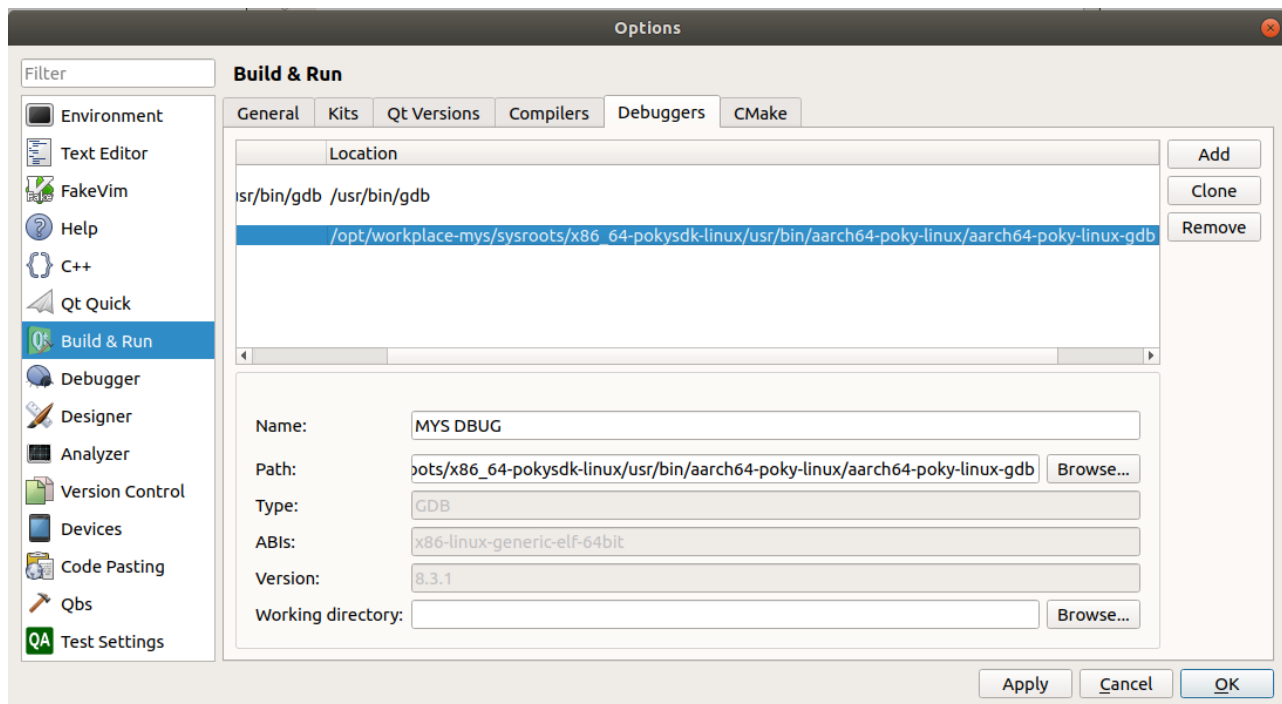 Options
Filter
Build & Run
Environment
Text Editor
FakeVim
Help
C++
Qt Quick
Build & Run
Debugger
Designer
Analyzer
Version Control
Devices
Code Pasting
Qbs
Test Settings
General Kits Qt Versions Compilers Debuggers CMake
Location
usr/bin/gdb /usr/bin/gdb
/opt/workplace-mys/sysroots/x86_64-pokysdk-linux/usr/bin/aarch64-poky-linux/aarch64-poky-linux-gdb
Add
Clone
Remove
Name: MYS DBUG
Path: oots/x86_64-pokysdk-linux/usr/bin/aarch64-poky-linux/aarch64-poky-linux-gdb Browse...
Type: GDB
ABIs: x86-linux-generic-elf-64bit
Version: 8.3.1
Working directory: Browse...
Apply Cancel OK